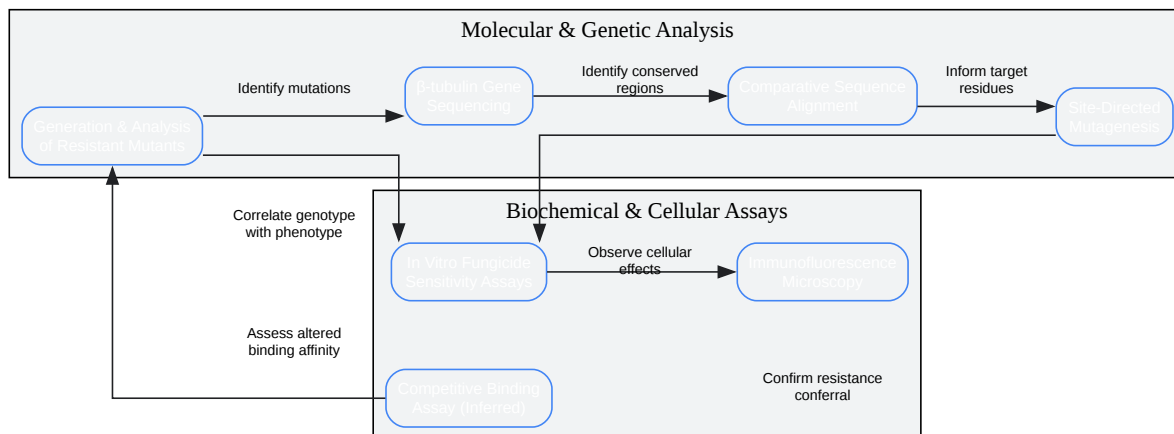 Molecular & Genetic Analysis
Identify mutations
β-tubulin Gene
Sequencing
Identify conserved
regions
Comparative Sequence
Alignment
Inform target
residues
Site-Directed
Mutagenesis
Generation & Analysis
of Resistant Mutants
Correlate genotype
with phenotype
Biochemical & Cellular Assays
In Vitro Fungicide
Sensitivity Assays
Observe cellular
effects
Immunofluorescence
Microscopy
Assess altered
binding affinity
Competitive Binding
Assay (Inferred)
Confirm resistance
conferral